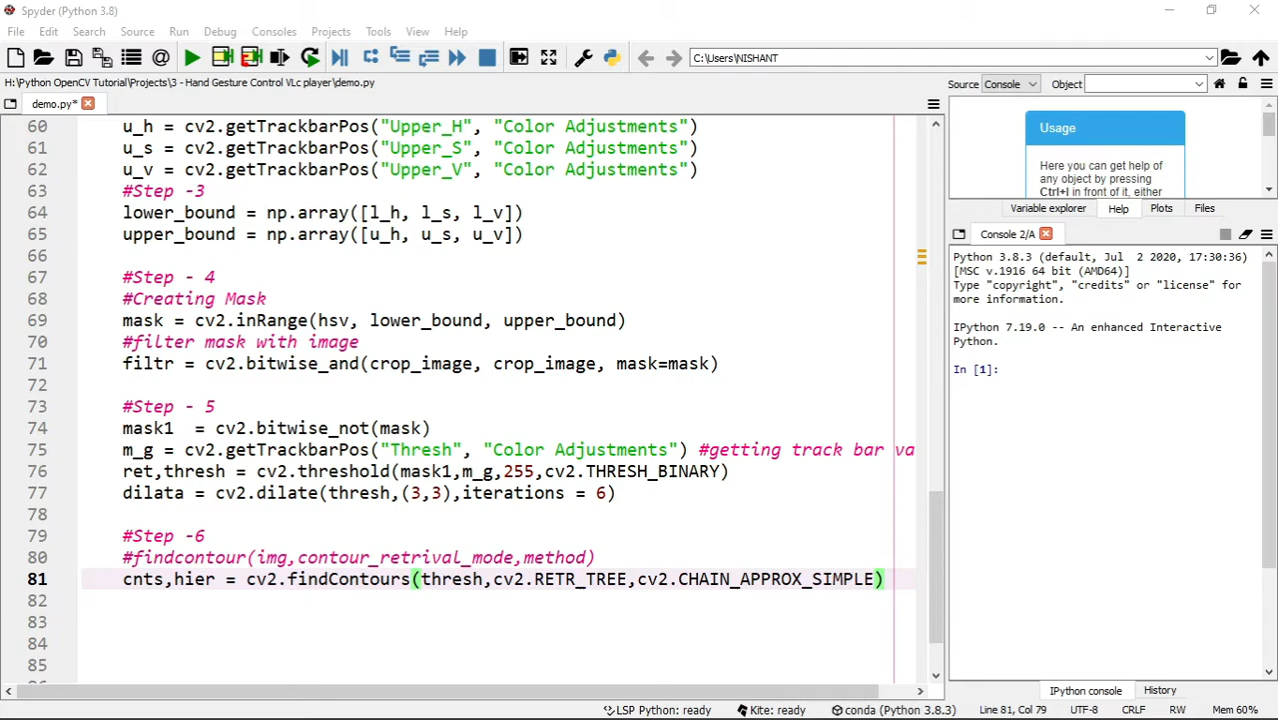 Spyder (Python 3.8)
File Edit Search Source Run Debug Consoles Projects Tools View Help
C:\Users\NISHANT
H:\Python OpenCV Tutorial\Projects\3 - Hand Gesture Control VLc player\demo.py
demo.py*
60 u_h = cv2.getTrackbarPos("Upper_H", "Color Adjustments")
61 u_s = cv2.getTrackbarPos("Upper_S", "Color Adjustments")
62 u_v = cv2.getTrackbarPos("Upper_V", "Color Adjustments")
63 #Step -3
64 lower_bound = np.array([l_h, l_s, l_v])
65 upper_bound = np.array([u_h, u_s, u_v])
66
67 #Step - 4
68 #Creating Mask
69 mask = cv2.inRange(hsv, lower_bound, upper_bound)
70 #filter mask with image
71 filtr = cv2.bitwise_and(crop_image, crop_image, mask=mask)
72
73 #Step - 5
74 mask1  = cv2.bitwise_not(mask)
75 m_g = cv2.getTrackbarPos("Thresh", "Color Adjustments") #getting track bar va
76 ret,thresh = cv2.threshold(mask1,m_g,255,cv2.THRESH_BINARY)
77 dilata = cv2.dilate(thresh,(3,3),iterations = 6)
78
79 #Step -6
80 #findcontour(img,contour_retrival_mode,method)
81 cnts,hier = cv2.findContours(thresh,cv2.RETR_TREE,cv2.CHAIN_APPROX_SIMPLE)
82
83
84
85
Source Console Object
Usage
Here you can get help of
any object by pressing
Ctrl+I in front of it, either
Variable explorer Help Plots Files
Console 2/A
Python 3.8.3 (default, Jul  2 2020, 17:30:36)
[MSC v.1916 64 bit (AMD64)]
Type "copyright", "credits" or "license" for
more information.
IPython 7.19.0 -- An enhanced Interactive
Python.
In [1]:
IPython console History
LSP Python: ready Kite: ready conda (Python 3.8.3) Line 81, Col 79 UTF-8 CRLF RW Mem 60%